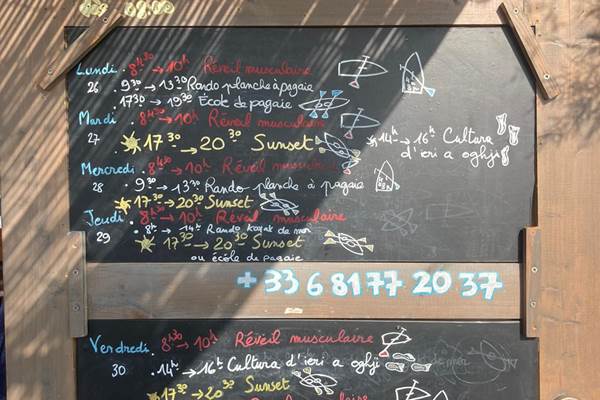 Lundi · 8h30 → 10h Réveil musculaire
26 · 9h30 → 13h30 Rando planche à pagaie
17h30 → 19h30 École de pagaie
Mardi · 8h30 → 10h Réveil musculaire
27 17h30 → 20h30 Sunset
14h → 16h Cultura
d'eri a oghji
Mercredi · 8h30 → 10h Réveil musculaire
28 · 9h30 → 13h30 Rando planche à pagaie
17h30 → 20h30 Sunset
Jeudi · 8h30 → 10h Réveil musculaire
29 · 8h → 14h Rando Kayak de mer
17h30 → 20h30 Sunset
ou école de pagaie
+33 6 81 77 20 37
Vendredi · 8h30 → 10h Réveil musculaire
30 · 14h → 16h Cultura d'ieri a oghji
17h30 → 20h30 Sunset